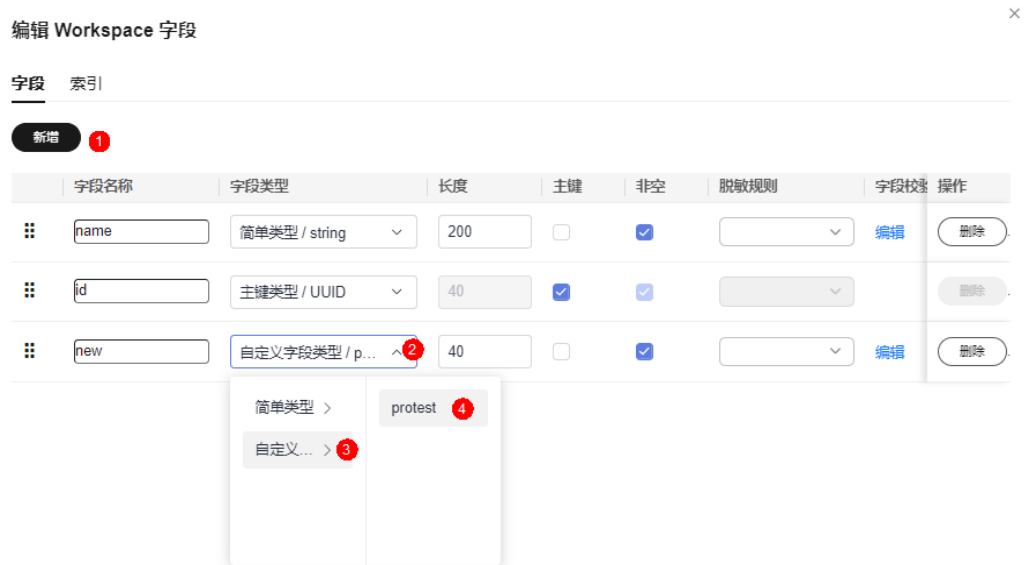 编辑 Workspace 字段
字段 索引
新增 1
字段名称 字段类型 长度 主键 非空 脱敏规则 字段校验 操作
name 简单类型 / string 200 编辑 删除
id 主键类型 / UUID 40 删除
new 自定义字段类型 / p... 2 40 编辑 删除
简单类型 protest 4
自定义... 3